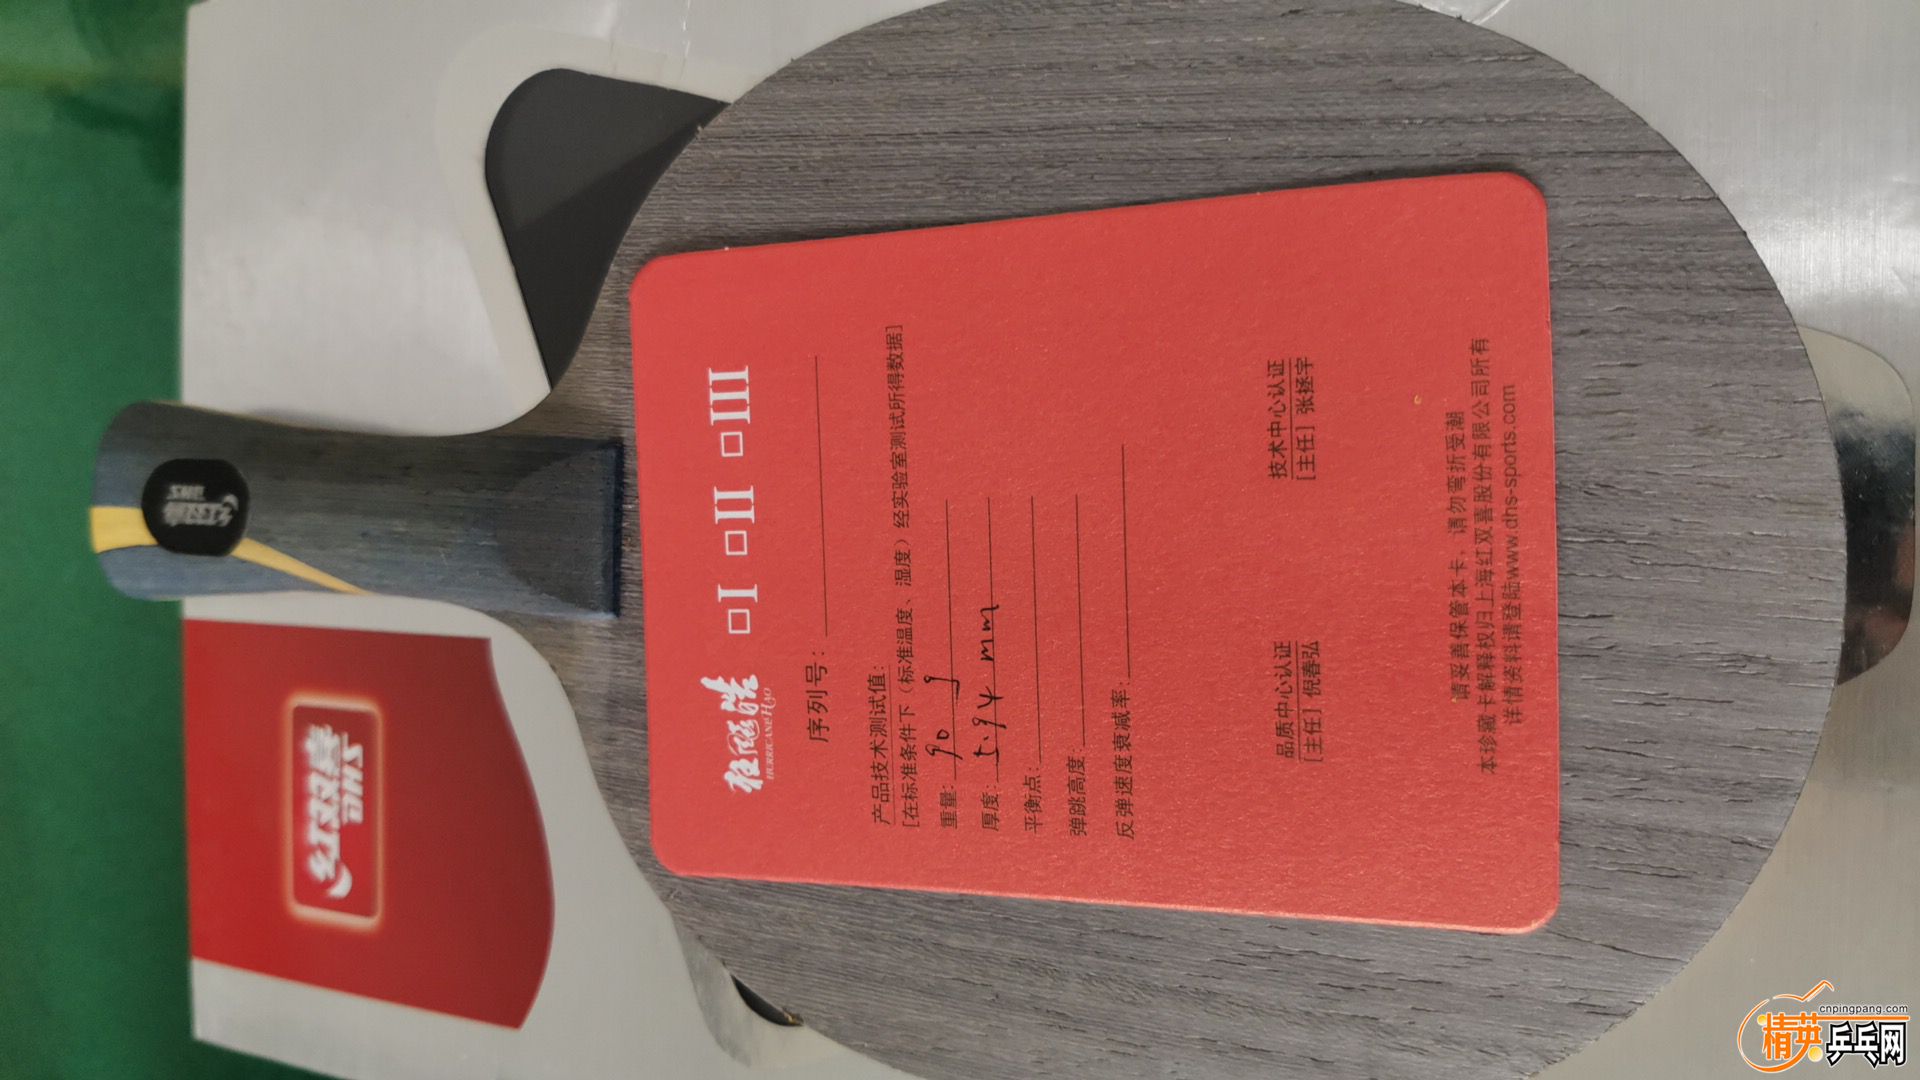 狂飚皓 □I □II □III
HURRICANE HAO
序列号：
产品技术测试值：
[在标准条件下（标准温度、湿度）经实验室测试所得数据]
重量: 90 g
厚度: 5.94 mm
平衡点:
弹跳高度:
反弹速度衰减率:
品质中心认证 技术中心认证
[主任] 倪春弘 [主任] 张拯宇
请妥善保管本卡，请勿弯折受潮
本珍藏卡解释权归上海红双喜股份有限公司所有
详情资料请登陆www.dhs-sports.com
红双喜
DHS
cnpingpang.com
精英乒乓网